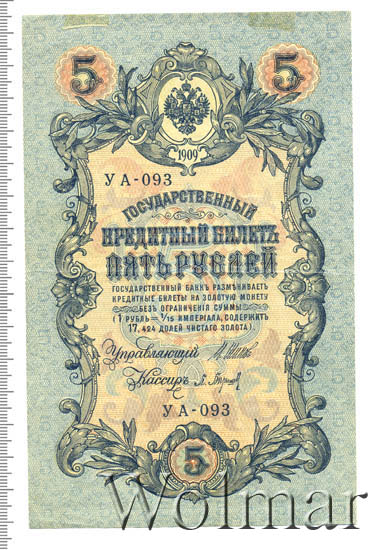 5 5
1909
УА-093
ГОСУДАРСТВЕННЫЙ
КРЕДИТНЫЙ БИЛЕТЪ
ПЯТЬ РУБЛЕЙ
ГОСУДАРСТВЕННЫЙ БАНКЪ РАЗМѢНИВАЕТЪ
КРЕДИТНЫЕ БИЛЕТЫ НА ЗОЛОТУЮ МОНЕТУ
БЕЗЪ ОГРАНИЧЕНІЯ СУММЫ
(1 РУБЛЬ = 1/15 ИМПЕРІАЛА, СОДЕРЖИТЪ
17,424 ДОЛЕЙ ЧИСТАГО ЗОЛОТА)
Управляющій
Кассиръ
УА-093
5
Wolmar